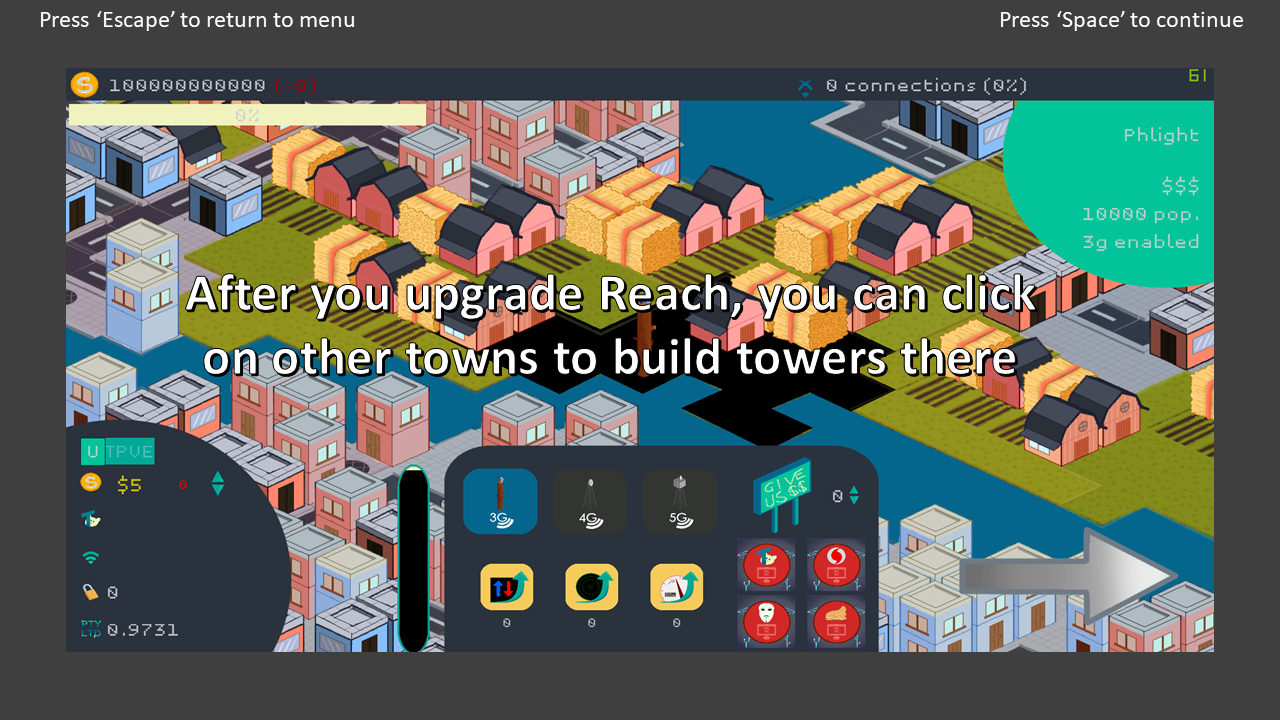 Press ‘Escape’ to return to menu
Press ‘Space’ to continue
100000000000 (-0)
0 connections (0%)
61
0%
Phlight
$$$
10000 pop.
3g enabled
After you upgrade Reach, you can click
on other towns to build towers there
U TPVE
$5 0
0
PTY LTD 0.9731
3G
4G
5G
GIVE
US $$
0
0
0
0